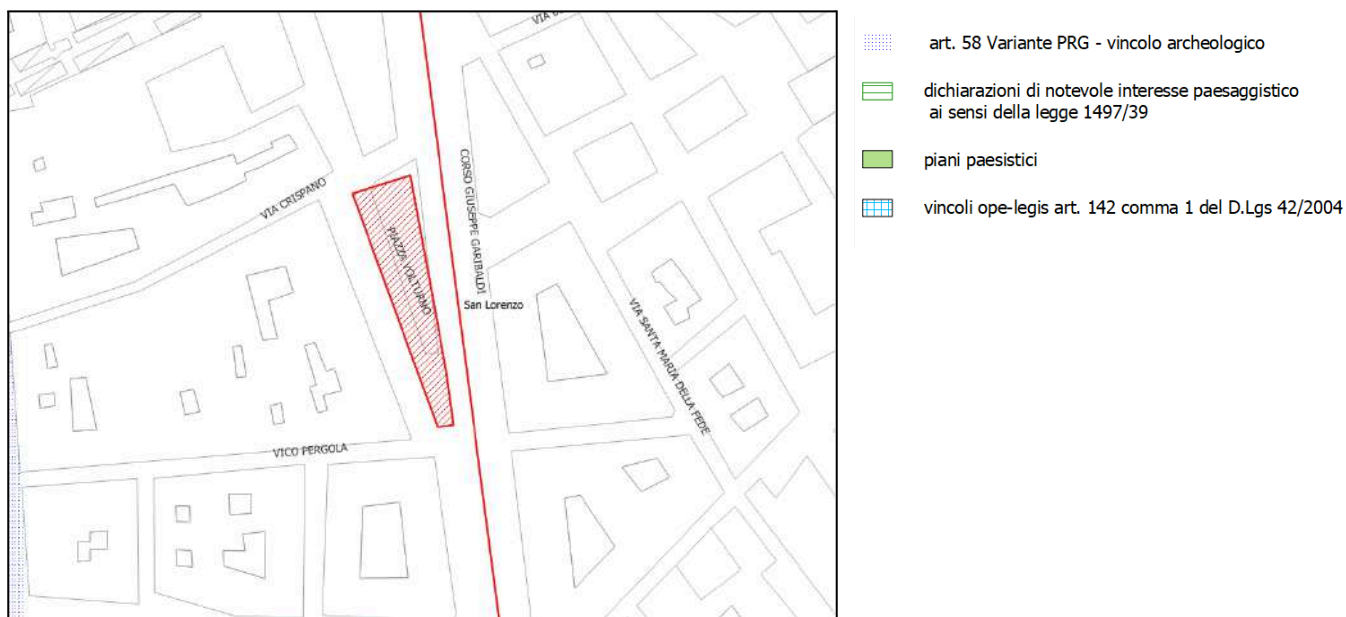 VIA CRISPANO
PIAZZA VOLTURNO
CORSO GIUSEPPE GARIBALDI
San Lorenzo
VIA SANTA MARIA DELLA FEDE
VICO PERGOLA
art. 58 Variante PRG - vincolo archeologico
dichiarazioni di notevole interesse paesaggistico
ai sensi della legge 1497/39
piani paesistici
vincoli ope-legis art. 142 comma 1 del D.Lgs 42/2004